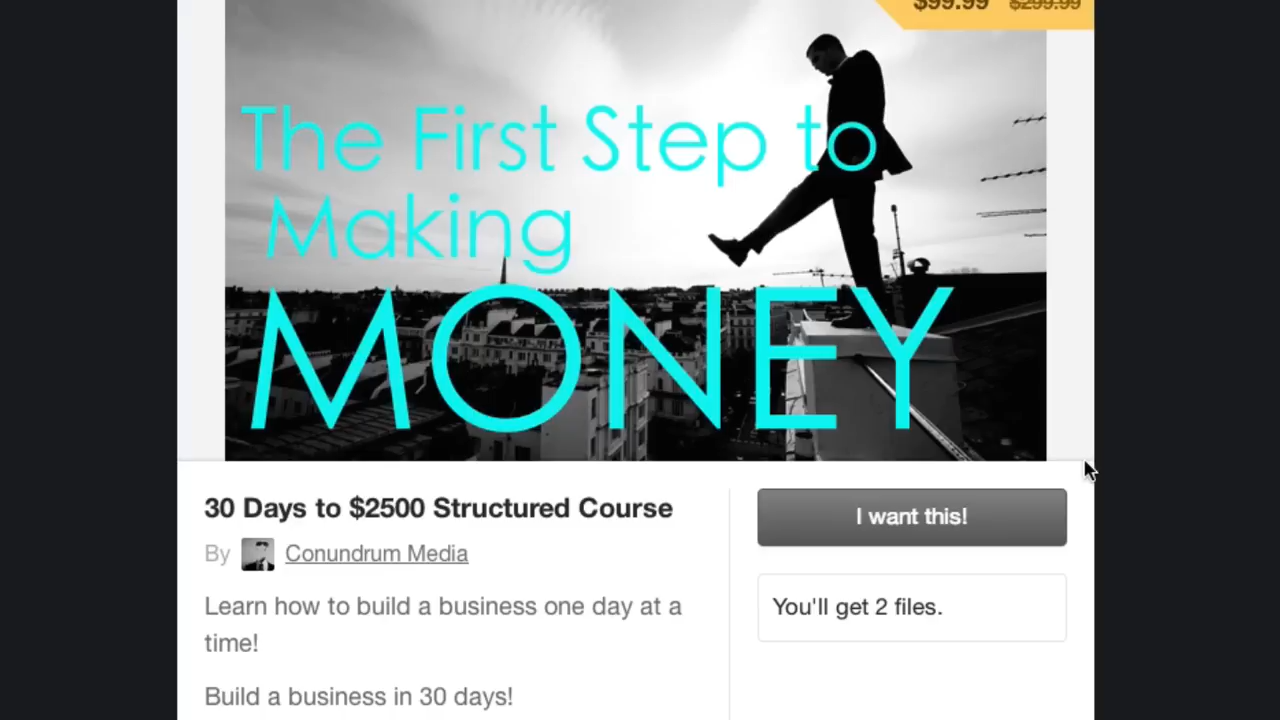 $99.99 $299.99
The First Step to
Making
MONEY
30 Days to $2500 Structured Course
By Conundrum Media
Learn how to build a business one day at a
time!
Build a business in 30 days!
I want this!
You'll get 2 files.